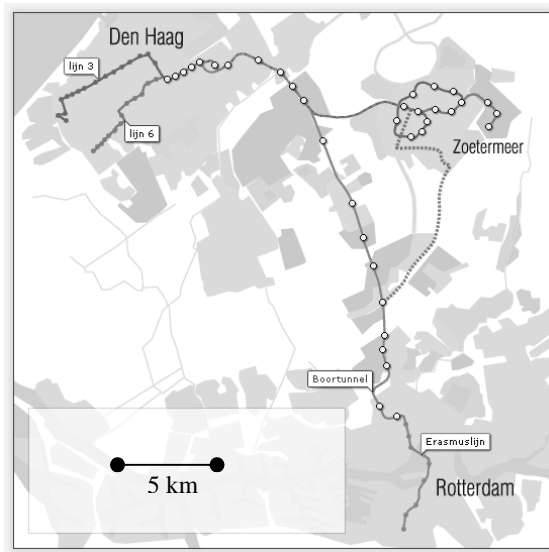 Den Haag
lijn 3
lijn 6
Zoetermeer
Boortunnel
Erasmuslijn
5 km
Rotterdam